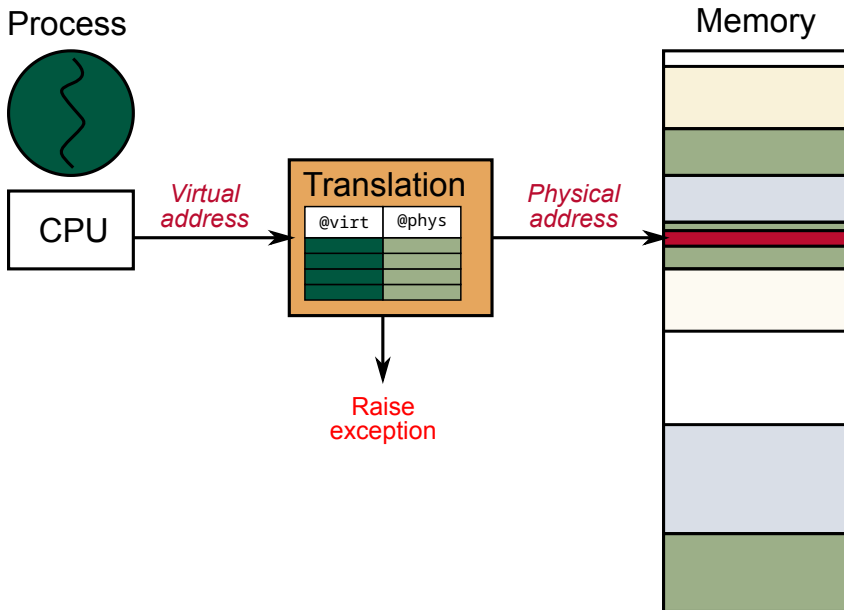 Process
Memory
CPU
Virtual
address
Translation
@virt @phys
Physical
address
Raise
exception